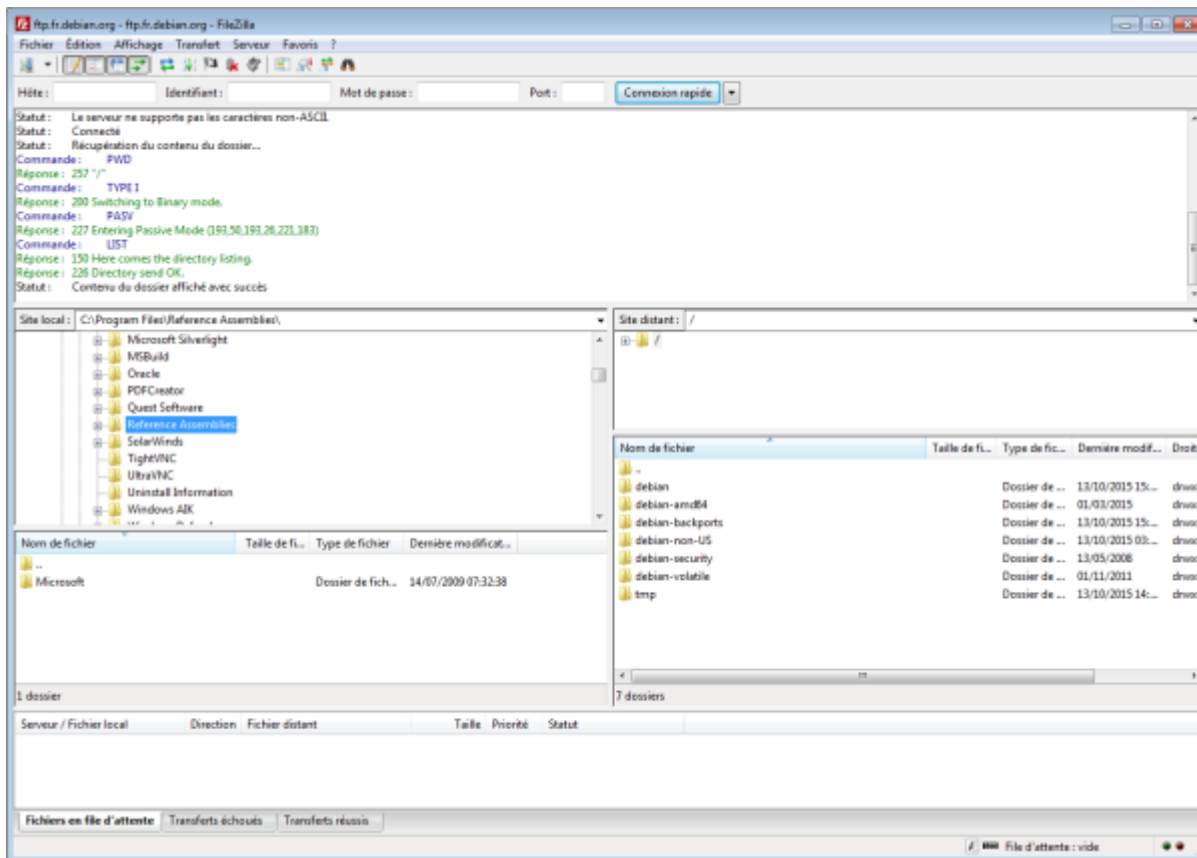 ftp.fr.debian.org - ftp.fr.debian.org - FileZilla
Fichier Édition Affichage Transfert Serveur Favoris ?
Hôte : Identifiant : Mot de passe : Port : Connexion rapide
Statut : Le serveur ne supporte pas les caractères non-ASCII.
Statut : Connecté
Statut : Récupération du contenu du dossier...
Commande : PWD
Réponse : 257 "/"
Commande : TYPE I
Réponse : 200 Switching to Binary mode.
Commande : PASV
Réponse : 227 Entering Passive Mode (193,50,193,26,221,183)
Commande : LIST
Réponse : 150 Here comes the directory listing.
Réponse : 226 Directory send OK.
Statut : Contenu du dossier affiché avec succès
Site local : C:\Program Files\Reference Assemblies\
Microsoft Silverlight
MSBuild
Oracle
PDFCreator
Quest Software
Reference Assemblies
SolarWinds
TightVNC
UltraVNC
Uninstall Information
Windows AIK
Nom de fichier Taille de fi... Type de fichier Dernière modificat...
..
Microsoft Dossier de fich... 14/07/2009 07:32:38
1 dossier
Site distant : /
/
Nom de fichier Taille de fi... Type de fic... Dernière modif... Droit
..
debian Dossier de ... 13/10/2015 15:...
debian-amd64 Dossier de ... 01/03/2015
debian-backports Dossier de ... 13/10/2015 15:...
debian-non-US Dossier de ... 13/10/2015 03:...
debian-security Dossier de ... 13/05/2008
debian-volatile Dossier de ... 01/11/2011
tmp Dossier de ... 13/10/2015 14:...
7 dossiers
Serveur / Fichier local Direction Fichier distant Taille Priorité Statut
Fichiers en file d'attente Transferts échoués Transferts réussis
File d'attente : vide